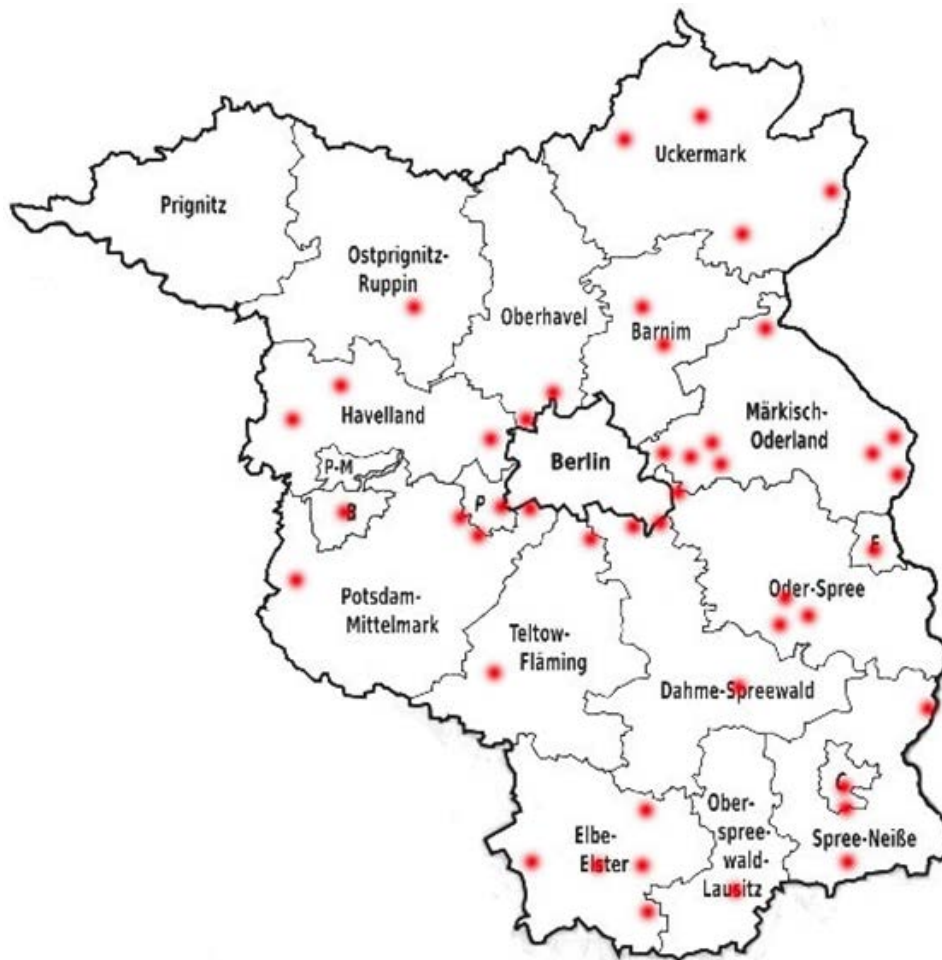 Uckermark
Prignitz
Ostprignitz-
Ruppin
Oberhavel
Barnim
Havelland
Märkisch-
Oderland
Berlin
P-M
P
B
F
Oder-Spree
Potsdam-
Mittelmark
Teltow-
Fläming
Dahme-Spreewald
C
Ober-
spree-
wald-
Lausitz
Elbe-
Elster
Spree-Neiße